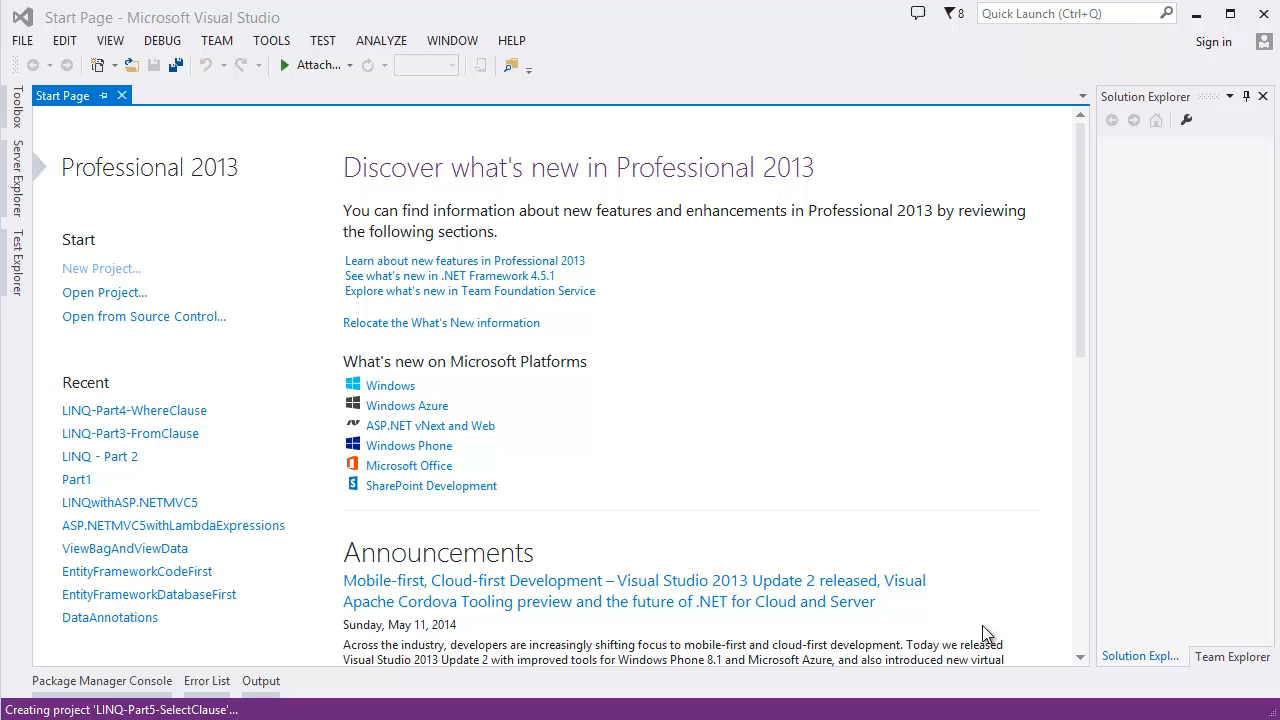 Start Page - Microsoft Visual Studio
8
Quick Launch (Ctrl+Q)
FILE EDIT VIEW DEBUG TEAM TOOLS TEST ANALYZE WINDOW HELP
Sign in
Attach...
Toolbox
Server Explorer
Test Explorer
Start Page
Professional 2013
Start
New Project...
Open Project...
Open from Source Control...
Recent
LINQ-Part4-WhereClause
LINQ-Part3-FromClause
LINQ - Part 2
Part1
LINQwithASP.NETMVC5
ASP.NETMVC5withLambdaExpressions
ViewBagAndViewData
EntityFrameworkCodeFirst
EntityFrameworkDatabaseFirst
DataAnnotations
Discover what's new in Professional 2013
You can find information about new features and enhancements in Professional 2013 by reviewing
the following sections.
Learn about new features in Professional 2013
See what's new in .NET Framework 4.5.1
Explore what's new in Team Foundation Service
Relocate the What's New information
What's new on Microsoft Platforms
Windows
Windows Azure
ASP.NET vNext and Web
Windows Phone
Microsoft Office
SharePoint Development
Announcements
Mobile-first, Cloud-first Development – Visual Studio 2013 Update 2 released, Visual
Apache Cordova Tooling preview and the future of .NET for Cloud and Server
Sunday, May 11, 2014
Across the industry, developers are increasingly shifting focus to mobile-first and cloud-first development. Today we released
Visual Studio 2013 Update 2 with improved tools for Windows Phone 8.1 and Microsoft Azure, and also introduced new virtual
Solution Explorer
Solution Expl... Team Explorer
Package Manager Console Error List Output
Creating project 'LINQ-Part5-SelectClause'...